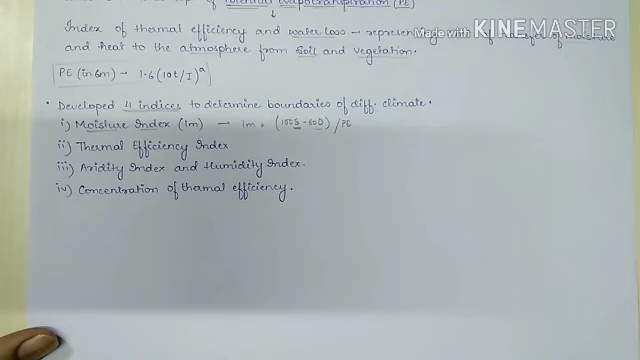 Potential Evapotranspiration (PE)
Index of thermal efficiency and water loss - represents
and heat to the atmosphere from Soil and vegetation.
PE (in cm) - 1.6 (10t/I)ᵃ
• Developed 4 indices to determine boundaries of diff. climate.
i) Moisture Index (Im) → Im = (100S - 60D) / PE
ii) Thermal Efficiency Index
iii) Aridity Index and Humidity Index.
iv) Concentration of thermal efficiency.
Made with KINEMASTER